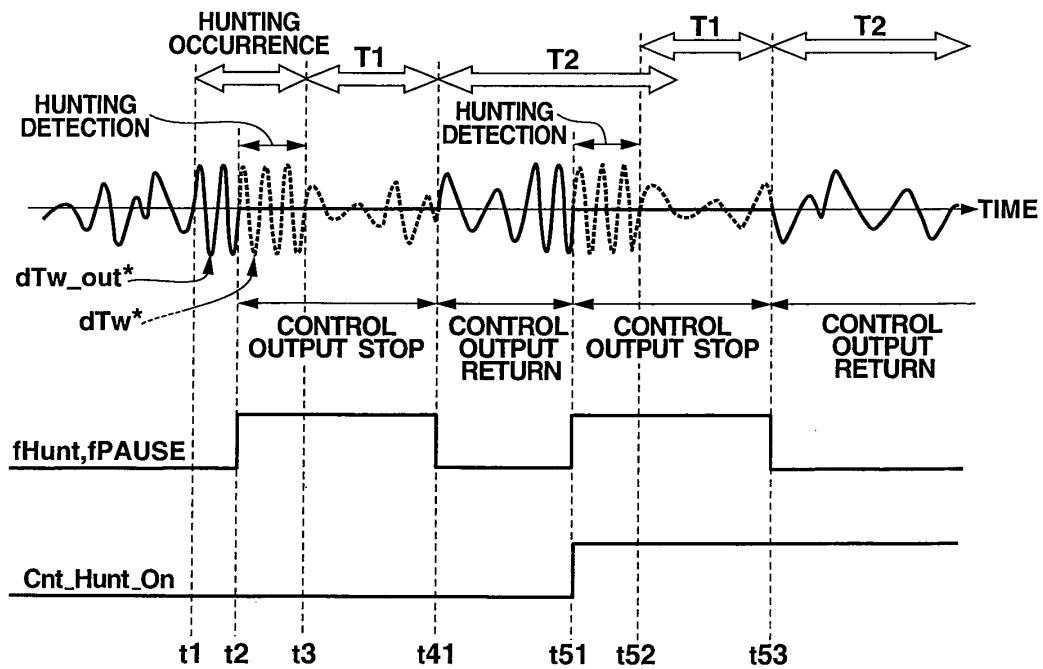 HUNTING
OCCURRENCE
T1
T2
T1
T2
HUNTING
DETECTION
HUNTING
DETECTION
TIME
dTw_out*
dTw*
CONTROL
OUTPUT STOP
CONTROL
OUTPUT
RETURN
CONTROL
OUTPUT STOP
CONTROL
OUTPUT
RETURN
fHunt,fPAUSE
Cnt_Hunt_On
t1 t2 t3 t41 t51 t52 t53